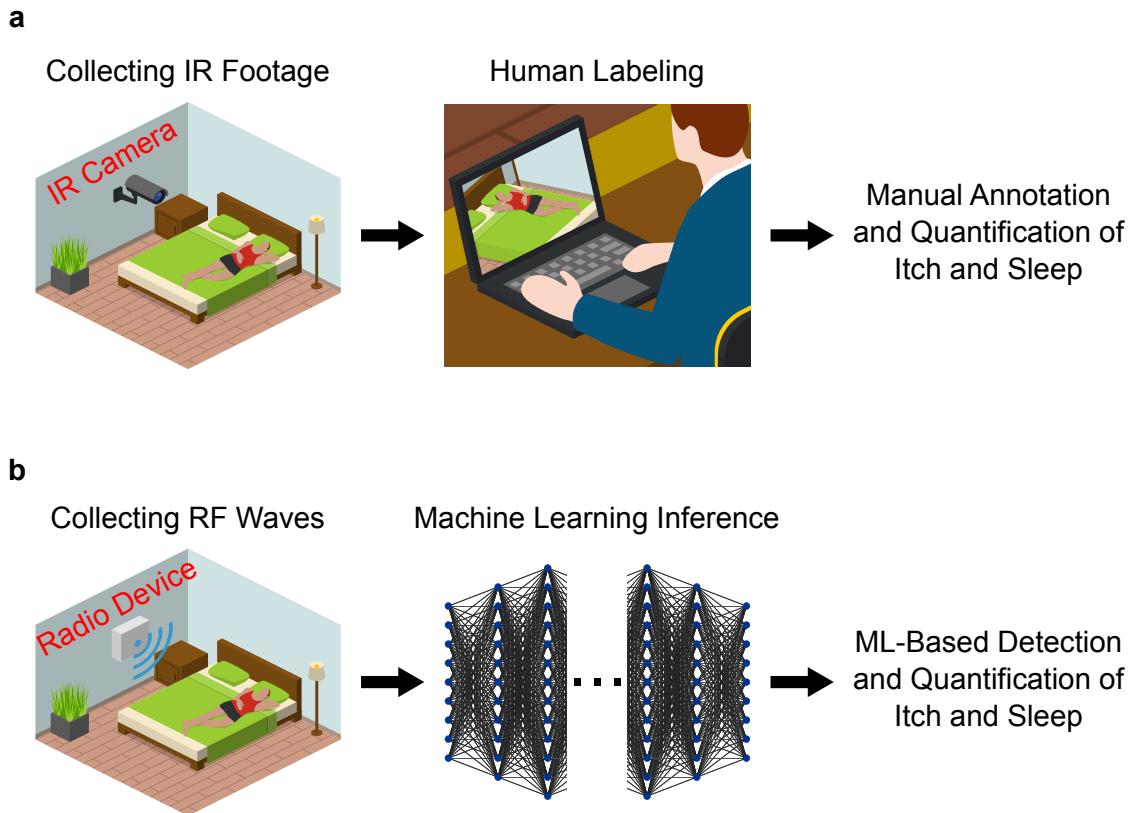 a
Collecting IR Footage
Human Labeling
IR Camera
Manual Annotation
and Quantification of
Itch and Sleep
b
Collecting RF Waves
Machine Learning Inference
Radio Device
ML-Based Detection
and Quantification of
Itch and Sleep